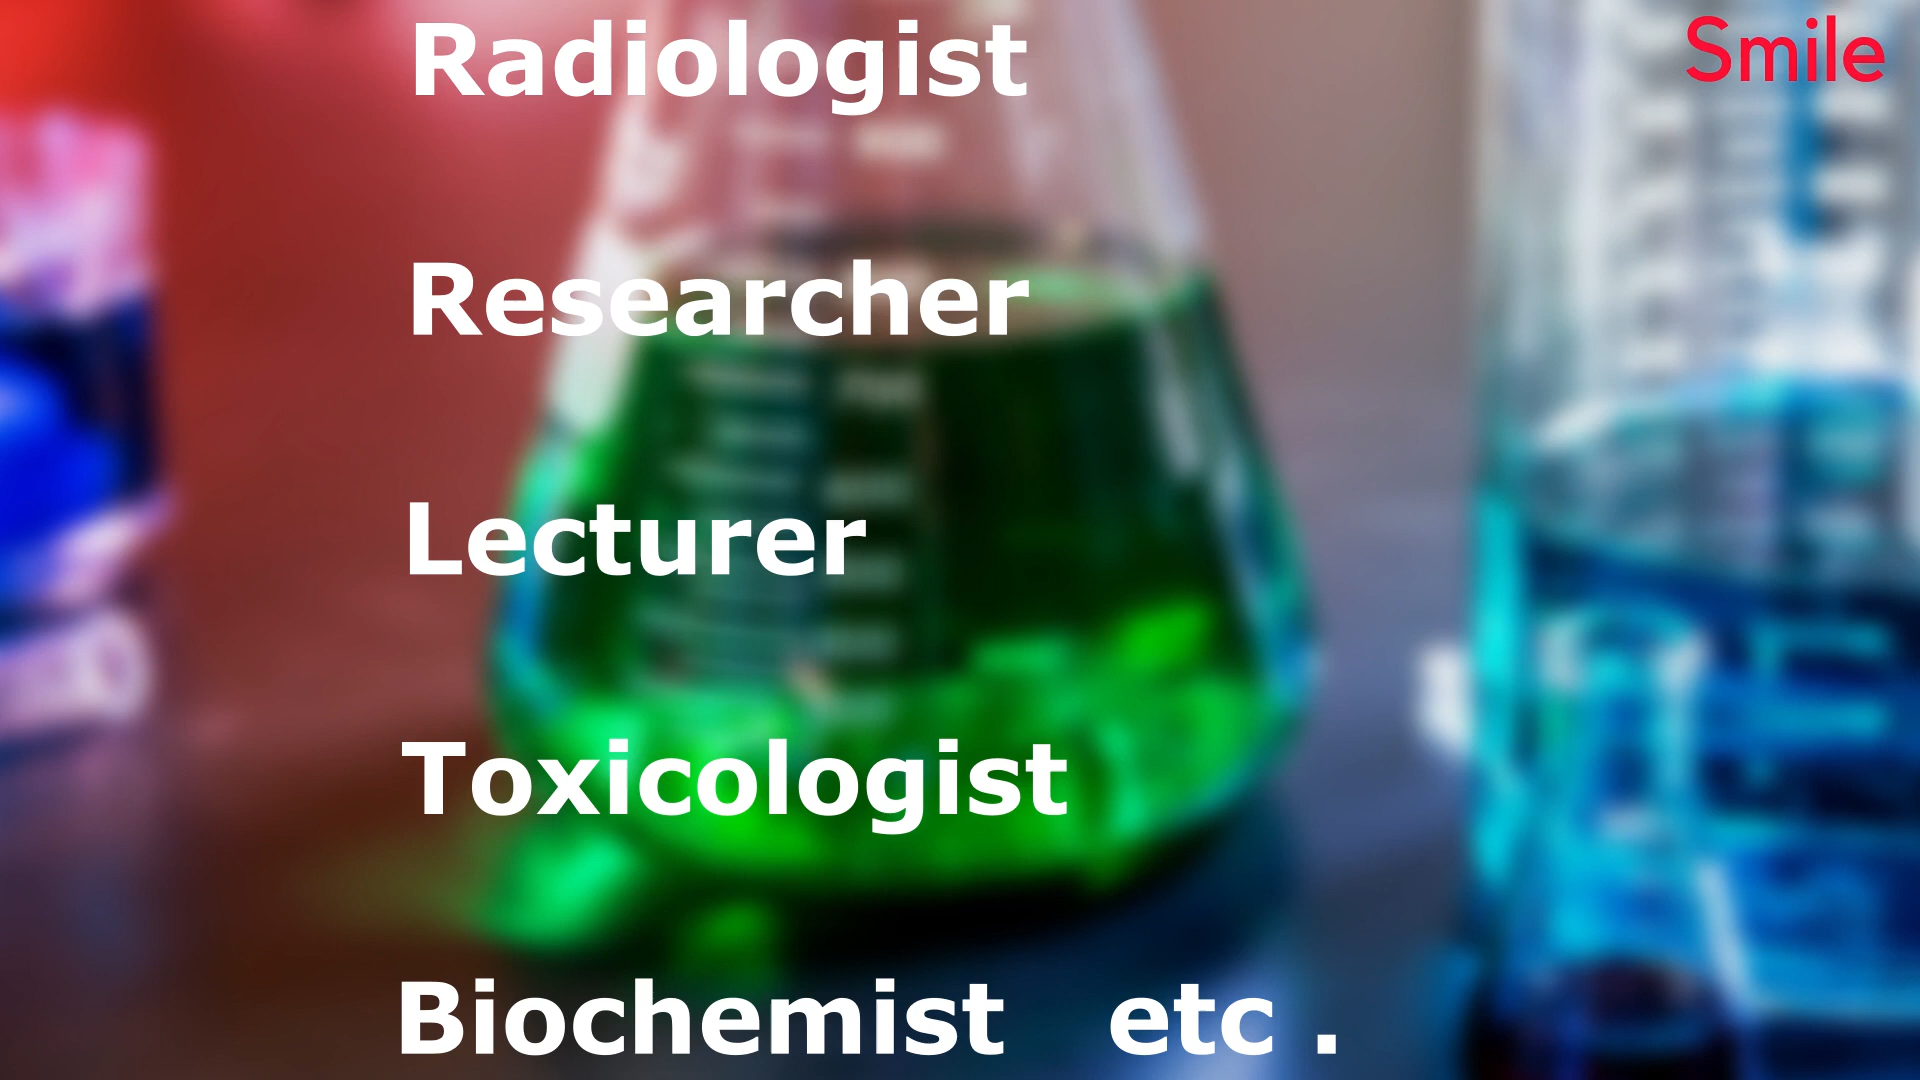 Radiologist
Smile
Researcher
Lecturer
Toxicologist
Biochemist etc .